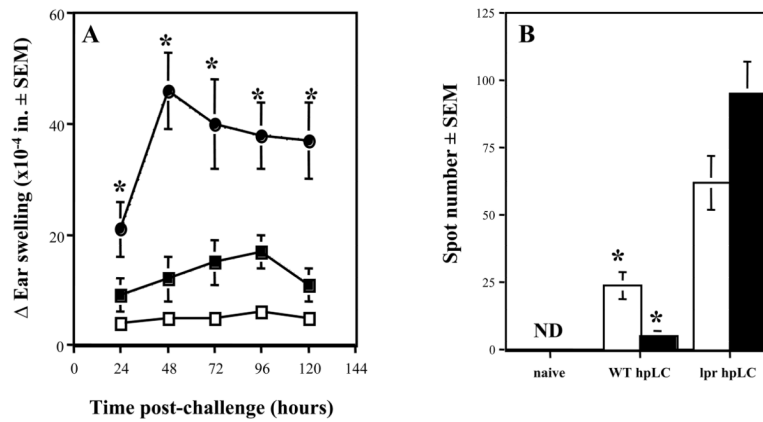 A
Δ Ear swelling (x10⁻⁴ in. ± SEM)
60
40
20
0
0 24 48 72 96 120 144
* * * * *
Time post-challenge (hours)
B
Spot number ± SEM
125
100
75
50
25
0
ND
* *
naive WT hpLC lpr hpLC